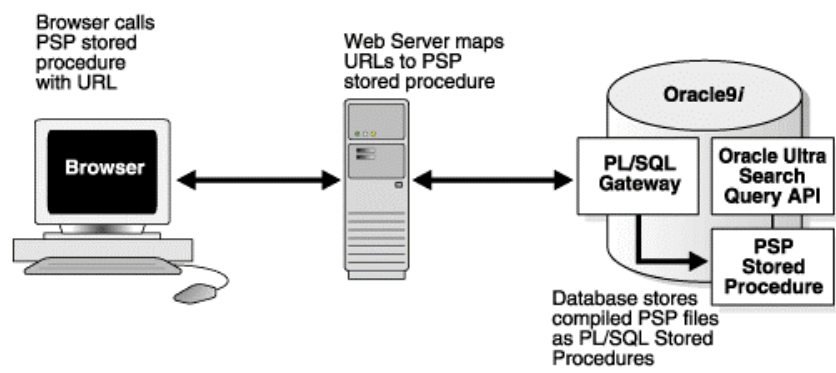 Browser calls
PSP stored
procedure
with URL
Web Server maps
URLs to PSP
stored procedure
Browser
Oracle9i
PL/SQL
Gateway
Oracle Ultra
Search
Query API
PSP
Stored
Procedure
Database stores
compiled PSP files
as PL/SQL Stored
Procedures